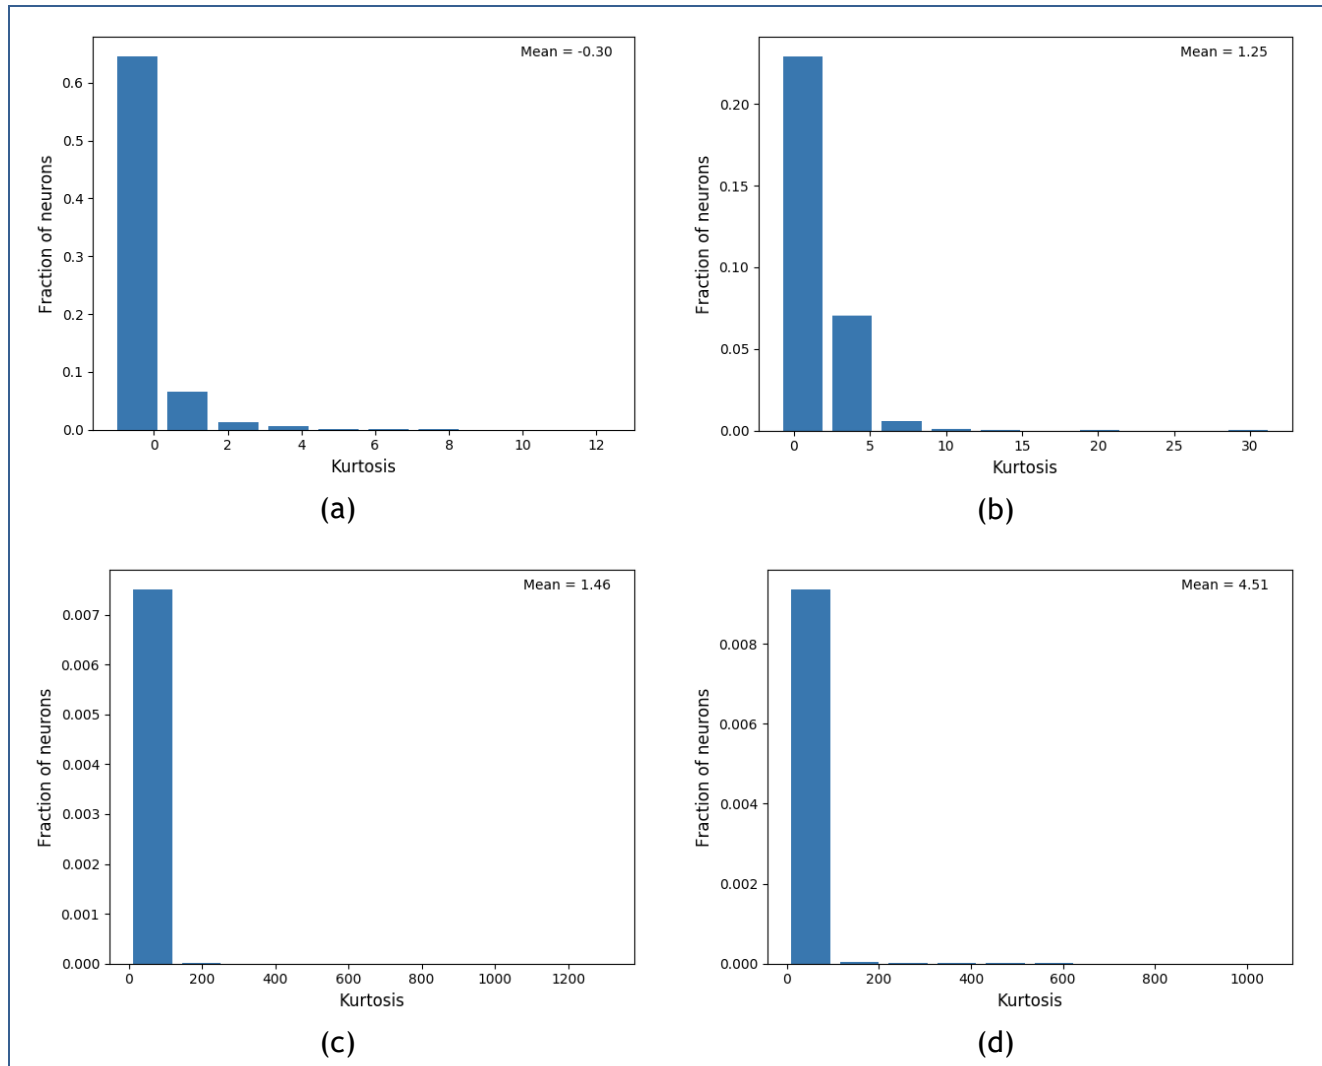 Mean = -0.30
0.6
0.5
0.4
0.3
0.2
0.1
0.0
Fraction of neurons
0 2 4 6 8 10 12
Kurtosis
(a)
Mean = 1.25
0.20
0.15
0.10
0.05
0.00
Fraction of neurons
0 5 10 15 20 25 30
Kurtosis
(b)
Mean = 1.46
0.007
0.006
0.005
0.004
0.003
0.002
0.001
0.000
Fraction of neurons
0 200 400 600 800 1000 1200
Kurtosis
(c)
Mean = 4.51
0.008
0.006
0.004
0.002
0.000
Fraction of neurons
0 200 400 600 800 1000
Kurtosis
(d)